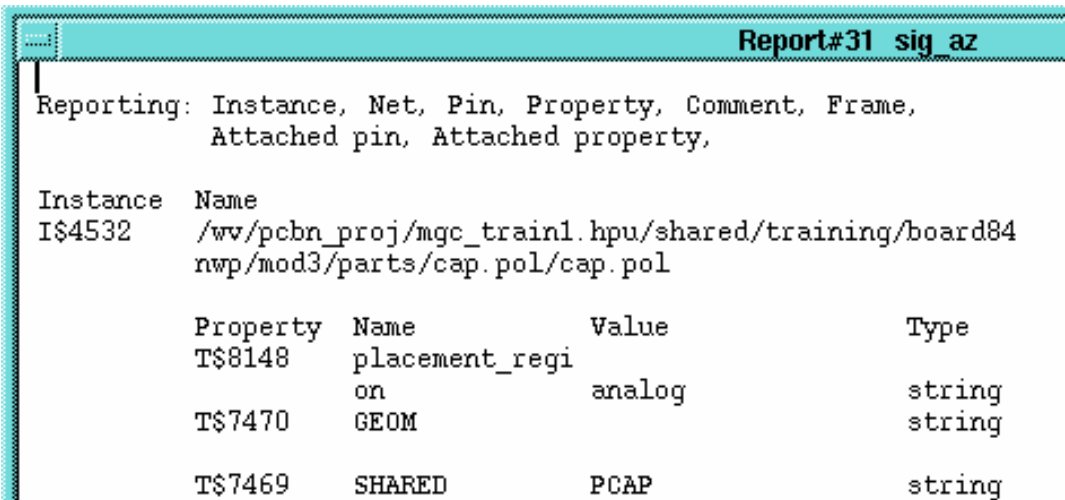 Report#31 sig_az
Reporting: Instance, Net, Pin, Property, Comment, Frame,
Attached pin, Attached property,
Instance Name
I$4532 /wv/pcbn_proj/mgc_train1.hpu/shared/training/board84
nwp/mod3/parts/cap.pol/cap.pol
Property Name Value Type
T$8148 placement_regi
on analog string
T$7470 GEOM string
T$7469 SHARED PCAP string